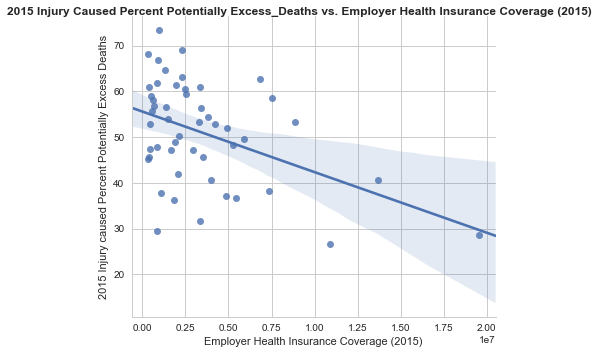 2015 Injury Caused Percent Potentially Excess_Deaths vs. Employer Health Insurance Coverage (2015)
2015 Injury caused Percent Potentially Excess Deaths
70
60
50
40
30
20
0.00 0.25 0.50 0.75 1.00 1.25 1.50 1.75 2.00
1e7
Employer Health Insurance Coverage (2015)